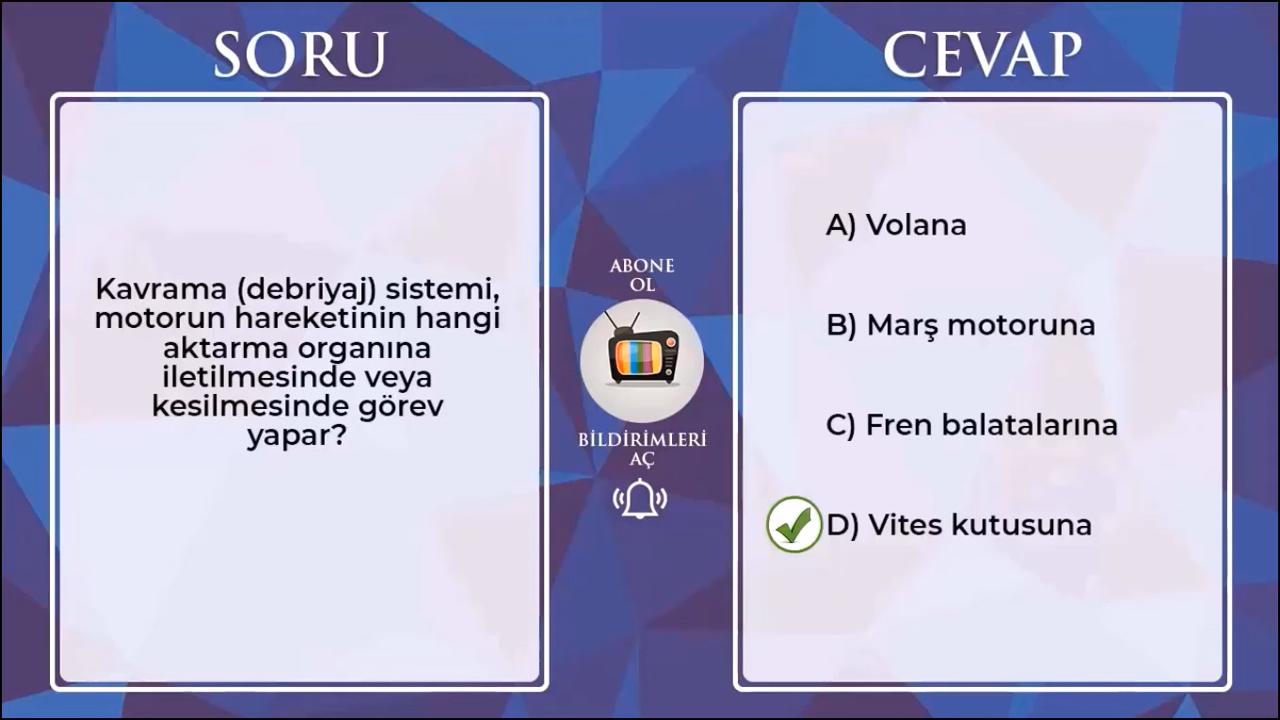 SORU
Kavrama (debriyaj) sistemi,
motorun hareketinin hangi
aktarma organına
iletilmesinde veya
kesilmesinde görev
yapar?
ABONE
OL
BİLDİRİMLERİ
AÇ
CEVAP
A) Volana
B) Marş motoruna
C) Fren balatalarına
D) Vites kutusuna